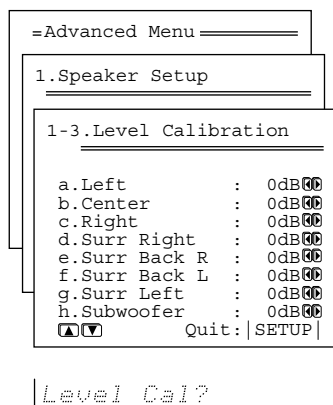 Advanced Menu
1.Speaker Setup
1-3.Level Calibration
a.Left : 0dB
b.Center : 0dB
c.Right : 0dB
d.Surr Right : 0dB
e.Surr Back R : 0dB
f.Surr Back L : 0dB
g.Surr Left : 0dB
h.Subwoofer : 0dB
Quit:|SETUP|
Level Cal?